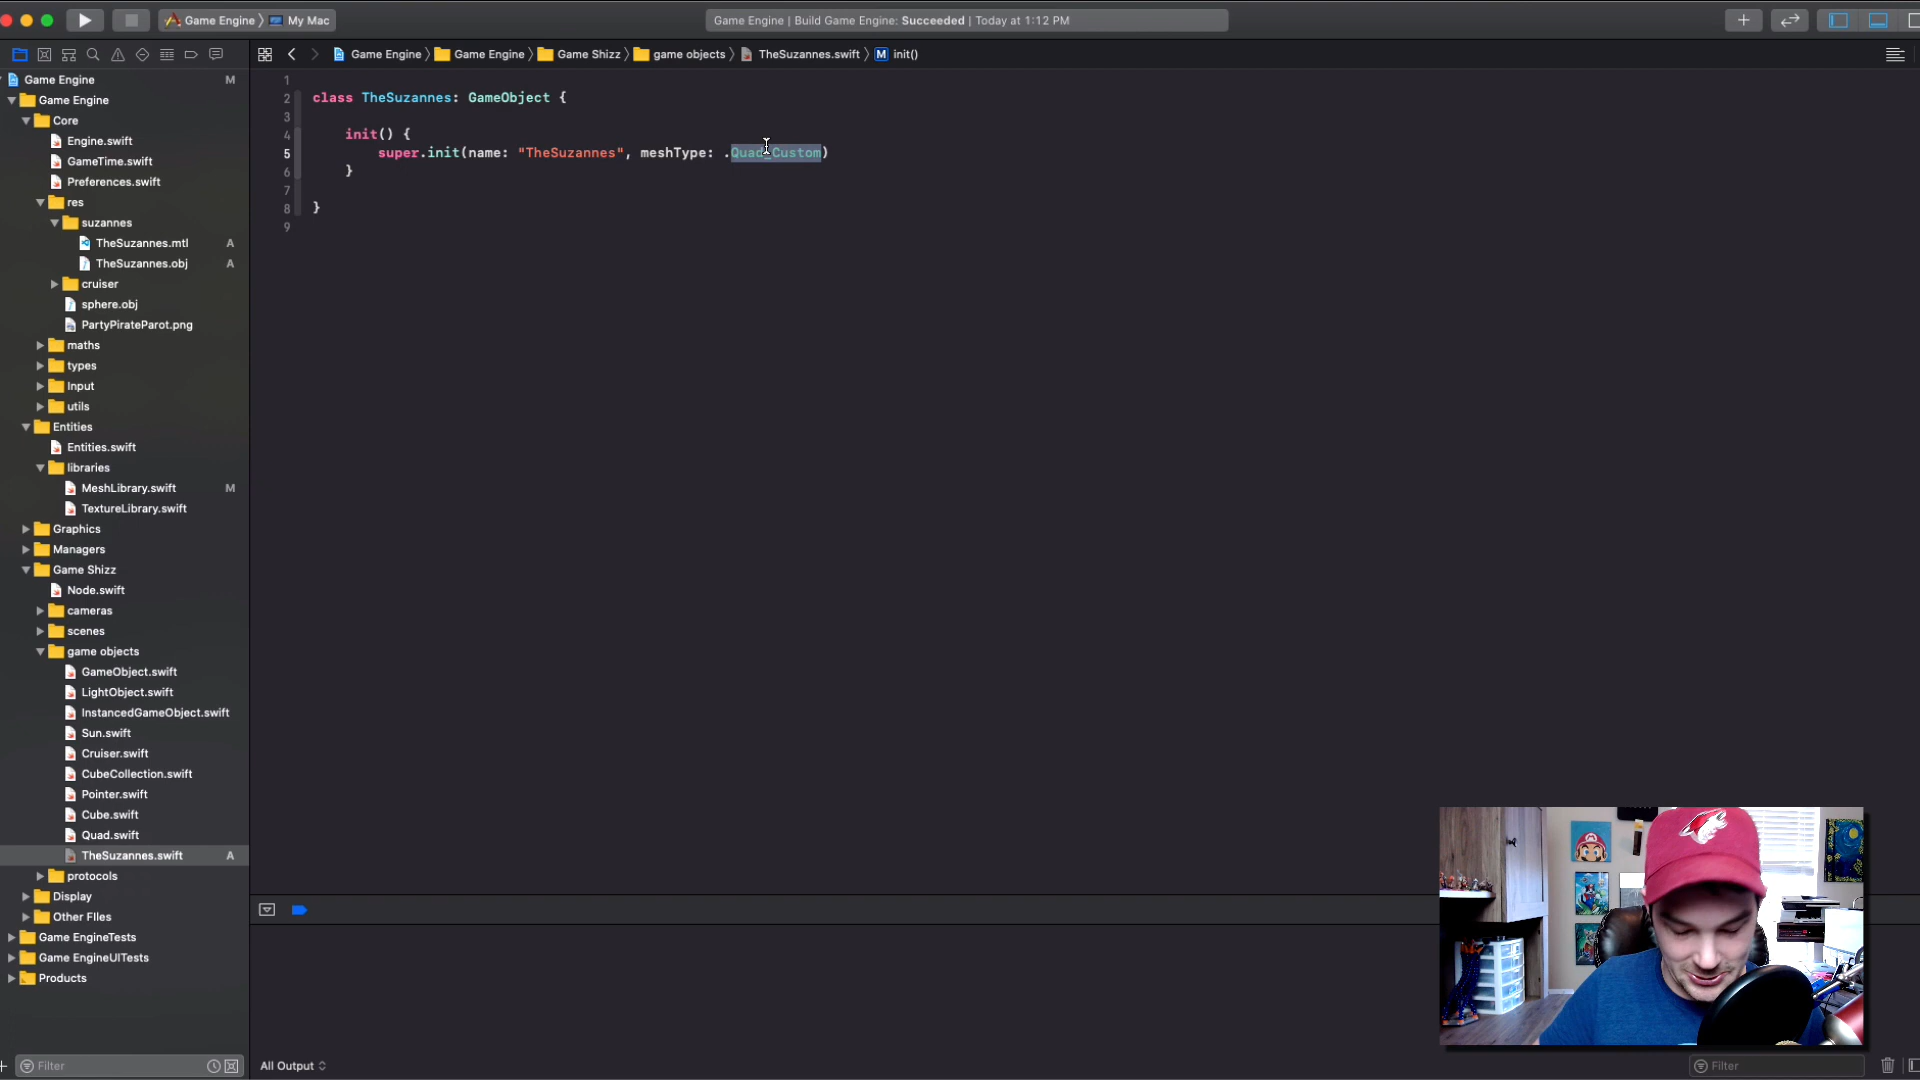 Game Engine 〉 My Mac
Game Engine | Build Game Engine: Succeeded | Today at 1:12 PM
Game Engine 〉 Game Engine 〉 Game Shizz 〉 game objects 〉 TheSuzannes.swift 〉 M init()
Game Engine M
Game Engine
Core
Engine.swift
GameTime.swift
Preferences.swift
res
suzannes
TheSuzannes.mtl A
TheSuzannes.obj A
cruiser
sphere.obj
PartyPirateParot.png
maths
types
Input
utils
Entities
Entities.swift
libraries
MeshLibrary.swift M
TextureLibrary.swift
Graphics
Managers
Game Shizz
Node.swift
cameras
scenes
game objects
GameObject.swift
LightObject.swift
InstancedGameObject.swift
Sun.swift
Cruiser.swift
CubeCollection.swift
Pointer.swift
Cube.swift
Quad.swift
TheSuzannes.swift A
protocols
Display
Other FIles
Game EngineTests
Game EngineUITests
Products
Filter
1
2 class TheSuzannes: GameObject {
3
4 init() {
5 super.init(name: "TheSuzannes", meshType: .Quad_Custom)
6 }
7
8 }
9
All Output
Filter